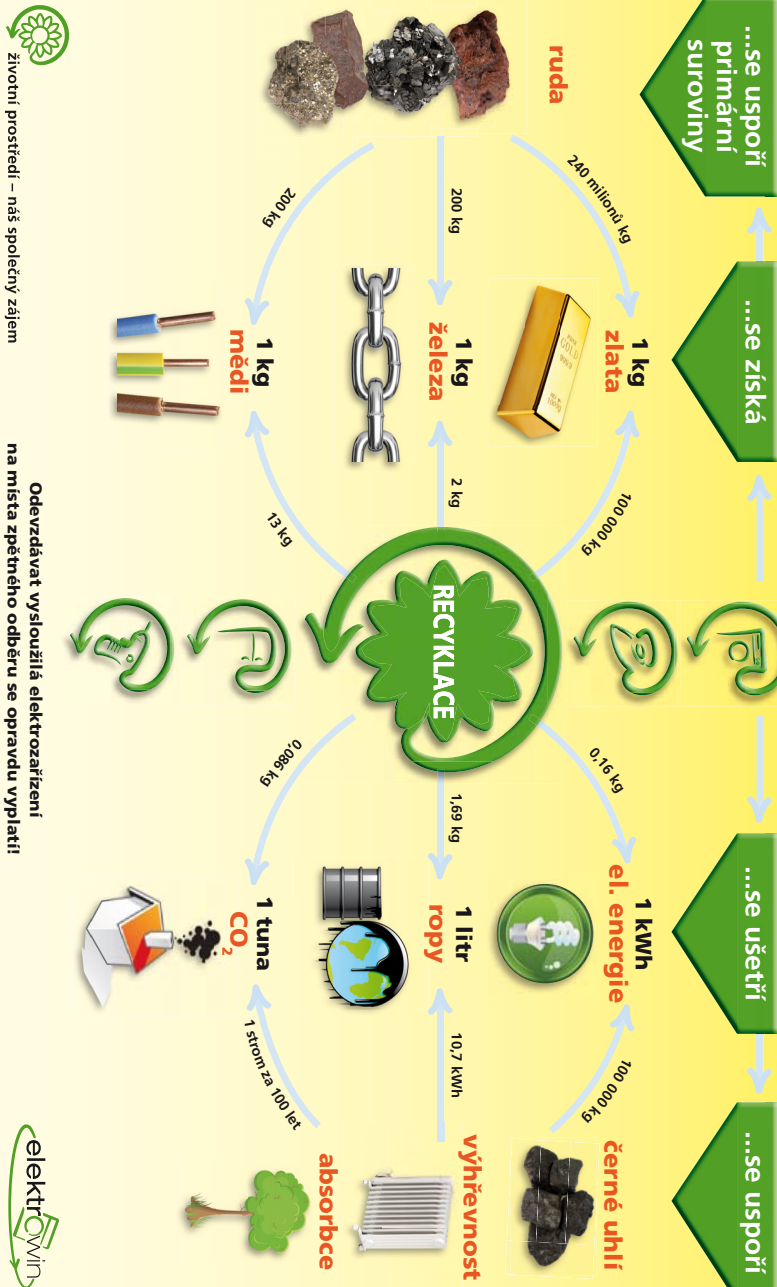 ...se uspoří
primární
suroviny
...se získá
...se ušetří
...se uspoří
ruda
240 milionů kg
200 kg
200 kg
1 kg
zlata
1 kg
železa
1 kg
mědi
GOLD
999.9
1000g
100 000 kg
2 kg
13 kg
RECYKLACE
0,16 kg
1,69 kg
0,086 kg
1 kWh
el. energie
1 litr
ropy
1 tuna
CO₂
100 000 kg
10,7 kWh
1 strom za 100 let
černé uhlí
výhřevnost
absorbce
životní prostředí – náš společný zájem
Odevzdávat vysloužilá elektrozařízení
na místa zpětného odběru se opravdu vyplatí!
elektrowin